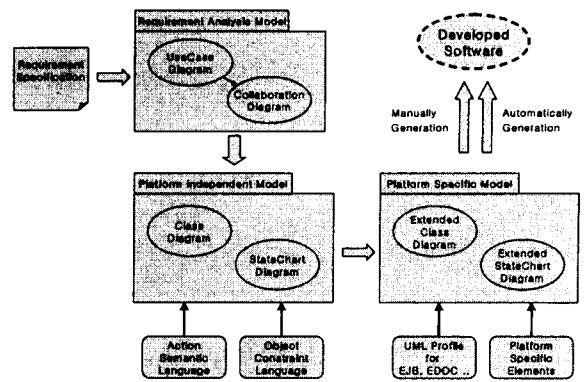 Requirement Analysis Model
UseCase
Diagram
Collaboration
Diagram
Requirement
Specification
Developed
Software
Manually
Generation
Automatically
Generation
Platform Independent Model
Class
Diagram
StateChart
Diagram
Platform Specific Model
Extended
Class
Diagram
Extended
StateChart
Diagram
Action
Semantic
Language
Object
Constraint
Language
UML Profile
for
EJB, EDOC ..
Platform
Specific
Elements